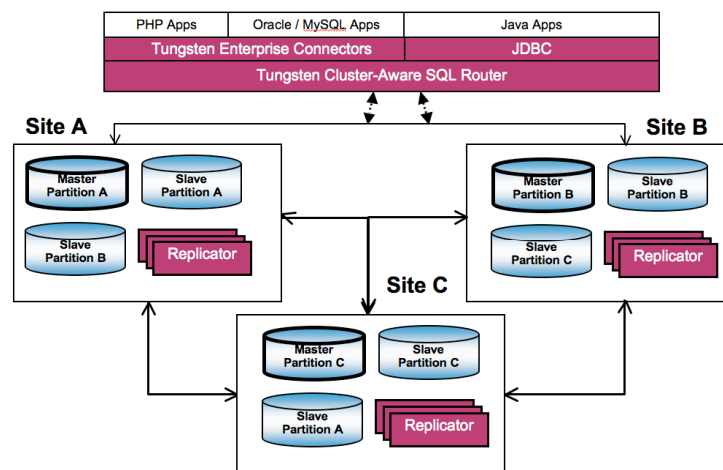 PHP Apps
Oracle / MySQL Apps
Java Apps
Tungsten Enterprise Connectors
JDBC
Tungsten Cluster-Aware SQL Router
Site A
Site B
Master
Partition A
Slave
Partition A
Slave
Partition B
Replicator
Master
Partition B
Slave
Partition B
Slave
Partition C
Replicator
Site C
Master
Partition C
Slave
Partition C
Slave
Partition A
Replicator